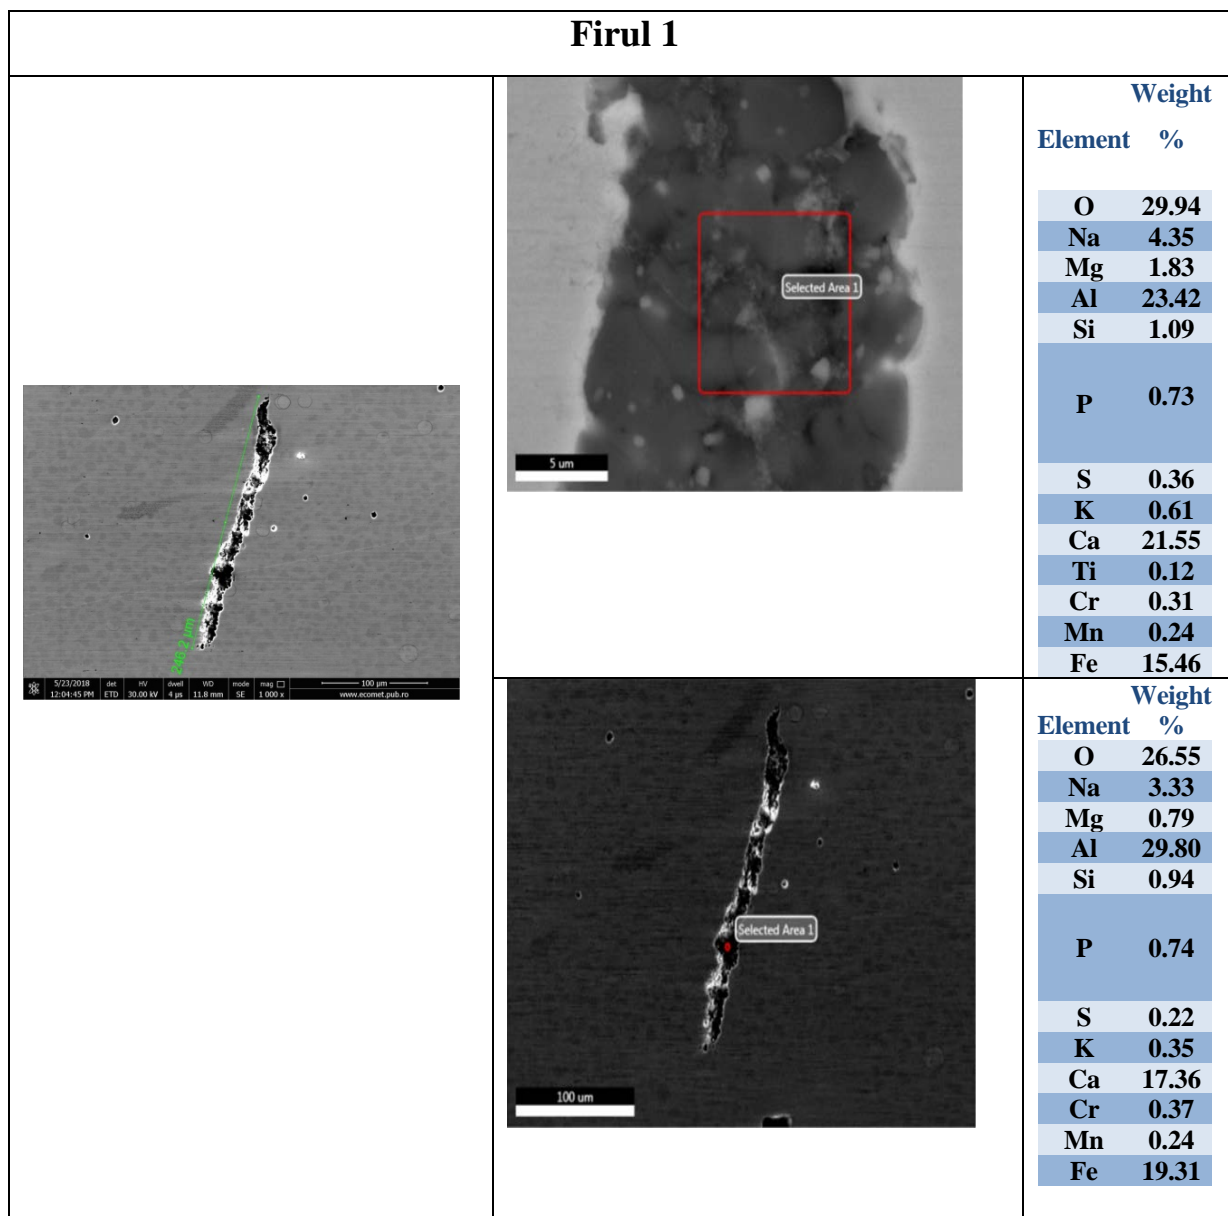 Firul 1
248.2 µm
5/23/2018 det HV dwell WD mode mag 100 µm
12:04:45 PM ETD 30.00 kV 4 µs 11.8 mm SE 1 000 x www.ecomet.pub.ro
Selected Area 1
5 um
Weight
Element %
O 29.94
Na 4.35
Mg 1.83
Al 23.42
Si 1.09
P 0.73
S 0.36
K 0.61
Ca 21.55
Ti 0.12
Cr 0.31
Mn 0.24
Fe 15.46
Selected Area 1
100 um
Weight
Element %
O 26.55
Na 3.33
Mg 0.79
Al 29.80
Si 0.94
P 0.74
S 0.22
K 0.35
Ca 17.36
Cr 0.37
Mn 0.24
Fe 19.31